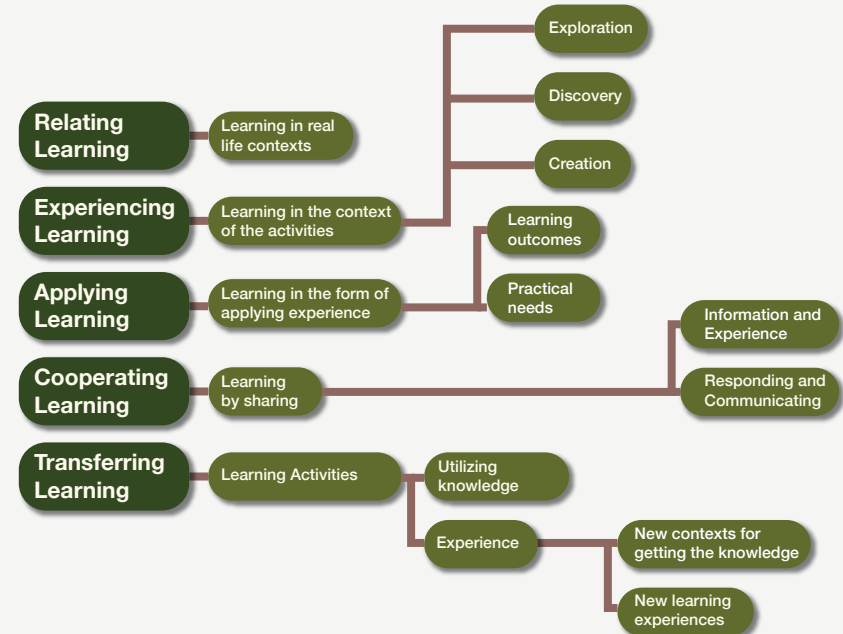 Relating
Learning
Learning in real
life contexts
Experiencing
Learning
Learning in the context
of the activities
Exploration
Discovery
Creation
Applying
Learning
Learning in the form of
applying experience
Learning
outcomes
Practical
needs
Cooperating
Learning
Learning
by sharing
Information and
Experience
Responding and
Communicating
Transferring
Learning
Learning Activities
Utilizing
knowledge
Experience
New contexts for
getting the knowledge
New learning
experiences